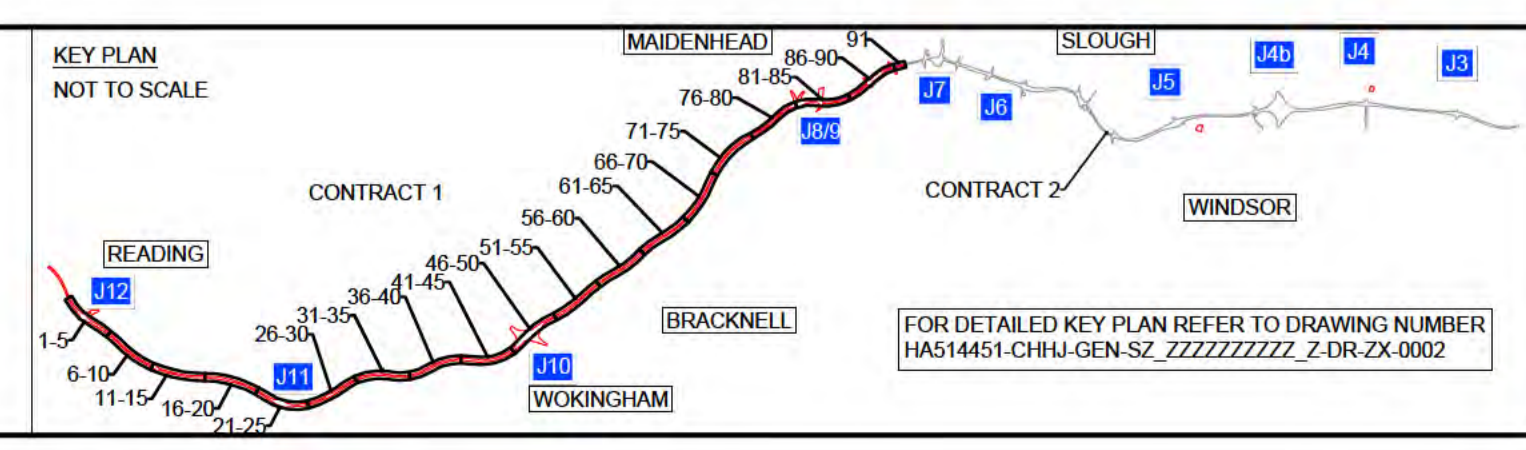 KEY PLAN
NOT TO SCALE
MAIDENHEAD
SLOUGH
91
86-90
81-85
76-80
71-75
66-70
61-65
56-60
51-55
46-50
41-45
36-40
31-35
26-30
21-25
16-20
11-15
6-10
1-5
J7
J6
J5
J4b
J4
J3
J8/9
CONTRACT 1
CONTRACT 2
WINDSOR
READING
J12
J11
J10
WOKINGHAM
BRACKNELL
FOR DETAILED KEY PLAN REFER TO DRAWING NUMBER
HA514451-CHHJ-GEN-SZ_ZZZZZZZZZZ_Z-DR-ZX-0002